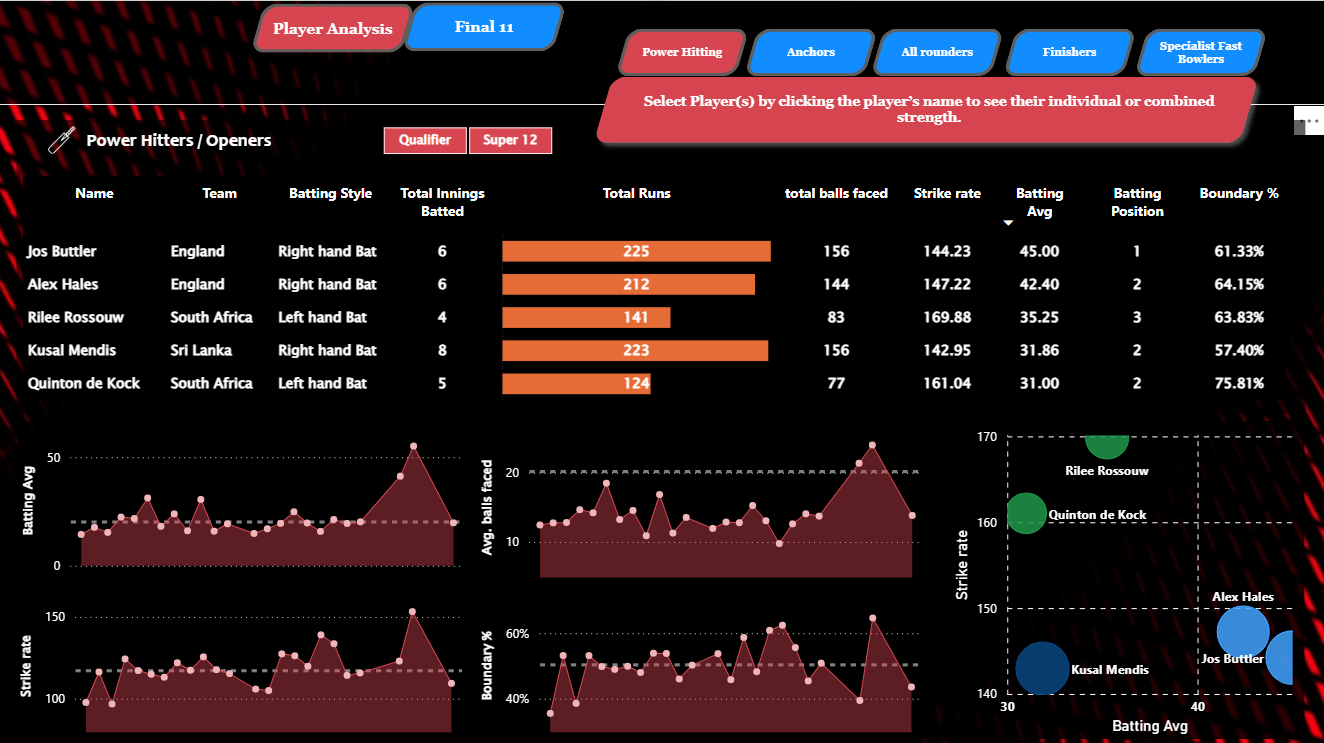 Player Analysis
Final 11
Power Hitting
Anchors
All rounders
Finishers
Specialist Fast
Bowlers
Select Player(s) by clicking the player's name to see their individual or combined
strength.
Power Hitters / Openers
Qualifier
Super 12
Name Team Batting Style Total Innings Batted Total Runs total balls faced Strike rate Batting Avg Batting Position Boundary %
Jos Buttler England Right hand Bat 6 225 156 144.23 45.00 1 61.33%
Alex Hales England Right hand Bat 6 212 144 147.22 42.40 2 64.15%
Rilee Rossouw South Africa Left hand Bat 4 141 83 169.88 35.25 3 63.83%
Kusal Mendis Sri Lanka Right hand Bat 8 223 156 142.95 31.86 2 57.40%
Quinton de Kock South Africa Left hand Bat 5 124 77 161.04 31.00 2 75.81%
Batting Avg
50
0
Avg. balls faced
20
10
Strike rate
150
100
Boundary %
60%
40%
Strike rate
170
160
150
140
Rilee Rossouw
Quinton de Kock
Alex Hales
Jos Buttler
Kusal Mendis
30 40
Batting Avg